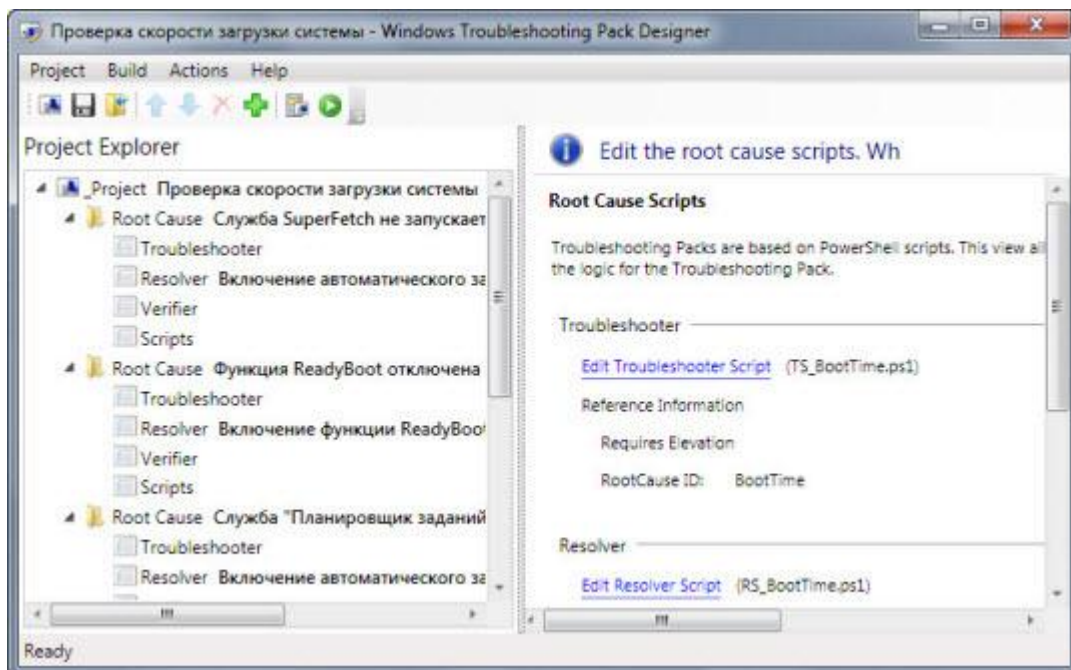 Проверка скорости загрузки системы - Windows Troubleshooting Pack Designer
Project Build Actions Help
Project Explorer
_Project Проверка скорости загрузки системы
Root Cause Служба SuperFetch не запускает
Troubleshooter
Resolver Включение автоматического за
Verifier
Scripts
Root Cause Функция ReadyBoot отключена
Troubleshooter
Resolver Включение функции ReadyBoo
Verifier
Scripts
Root Cause Служба "Планировщик заданий
Troubleshooter
Resolver Включение автоматического за
Edit the root cause scripts. Wh
Root Cause Scripts
Troubleshooting Packs are based on PowerShell scripts. This view all
the logic for the Troubleshooting Pack.
Troubleshooter
Edit Troubleshooter Script (TS_BootTime.ps1)
Reference Information
Requires Elevation
RootCause ID: BootTime
Resolver
Edit Resolver Script (RS_BootTime.ps1)
Ready